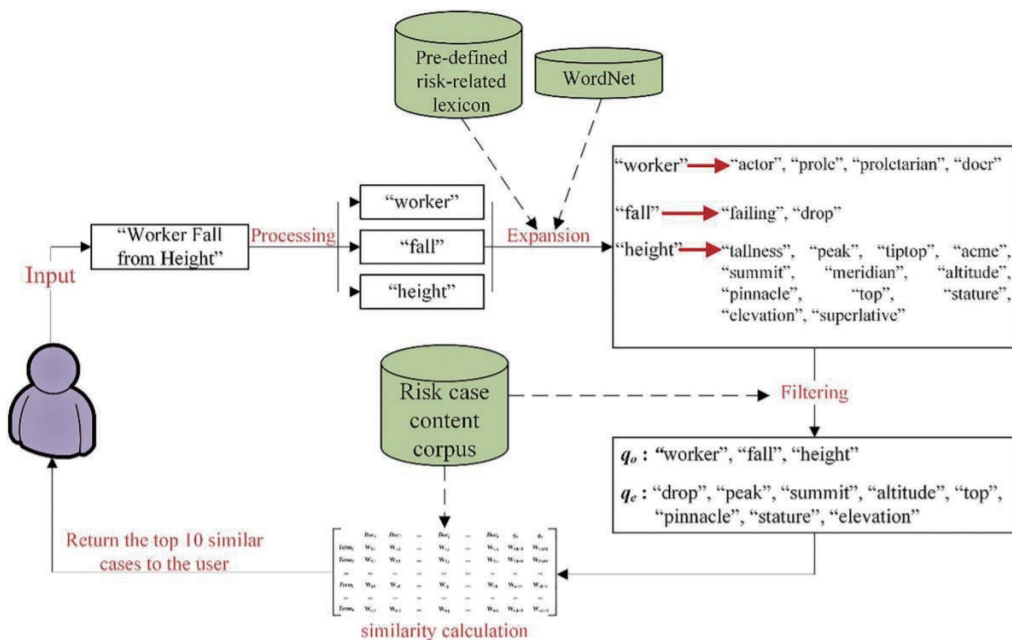 Pre-defined
risk-related
lexicon
WordNet
"worker"
"actor", "prole", "proletarian", "doer"
"fall"
"failing", "drop"
"height"
"tallness", "peak", "tiptop", "acme",
"summit", "meridian", "altitude",
"pinnacle", "top", "stature",
"elevation", "superlative"
"Worker Fall
from Height"
Processing
"worker"
"fall"
"height"
Expansion
Input
Risk case
content
corpus
Filtering
qo : "worker", "fall", "height"
qe : "drop", "peak", "summit", "altitude", "top",
"pinnacle", "stature", "elevation"
Return the top 10 similar
cases to the user
similarity calculation